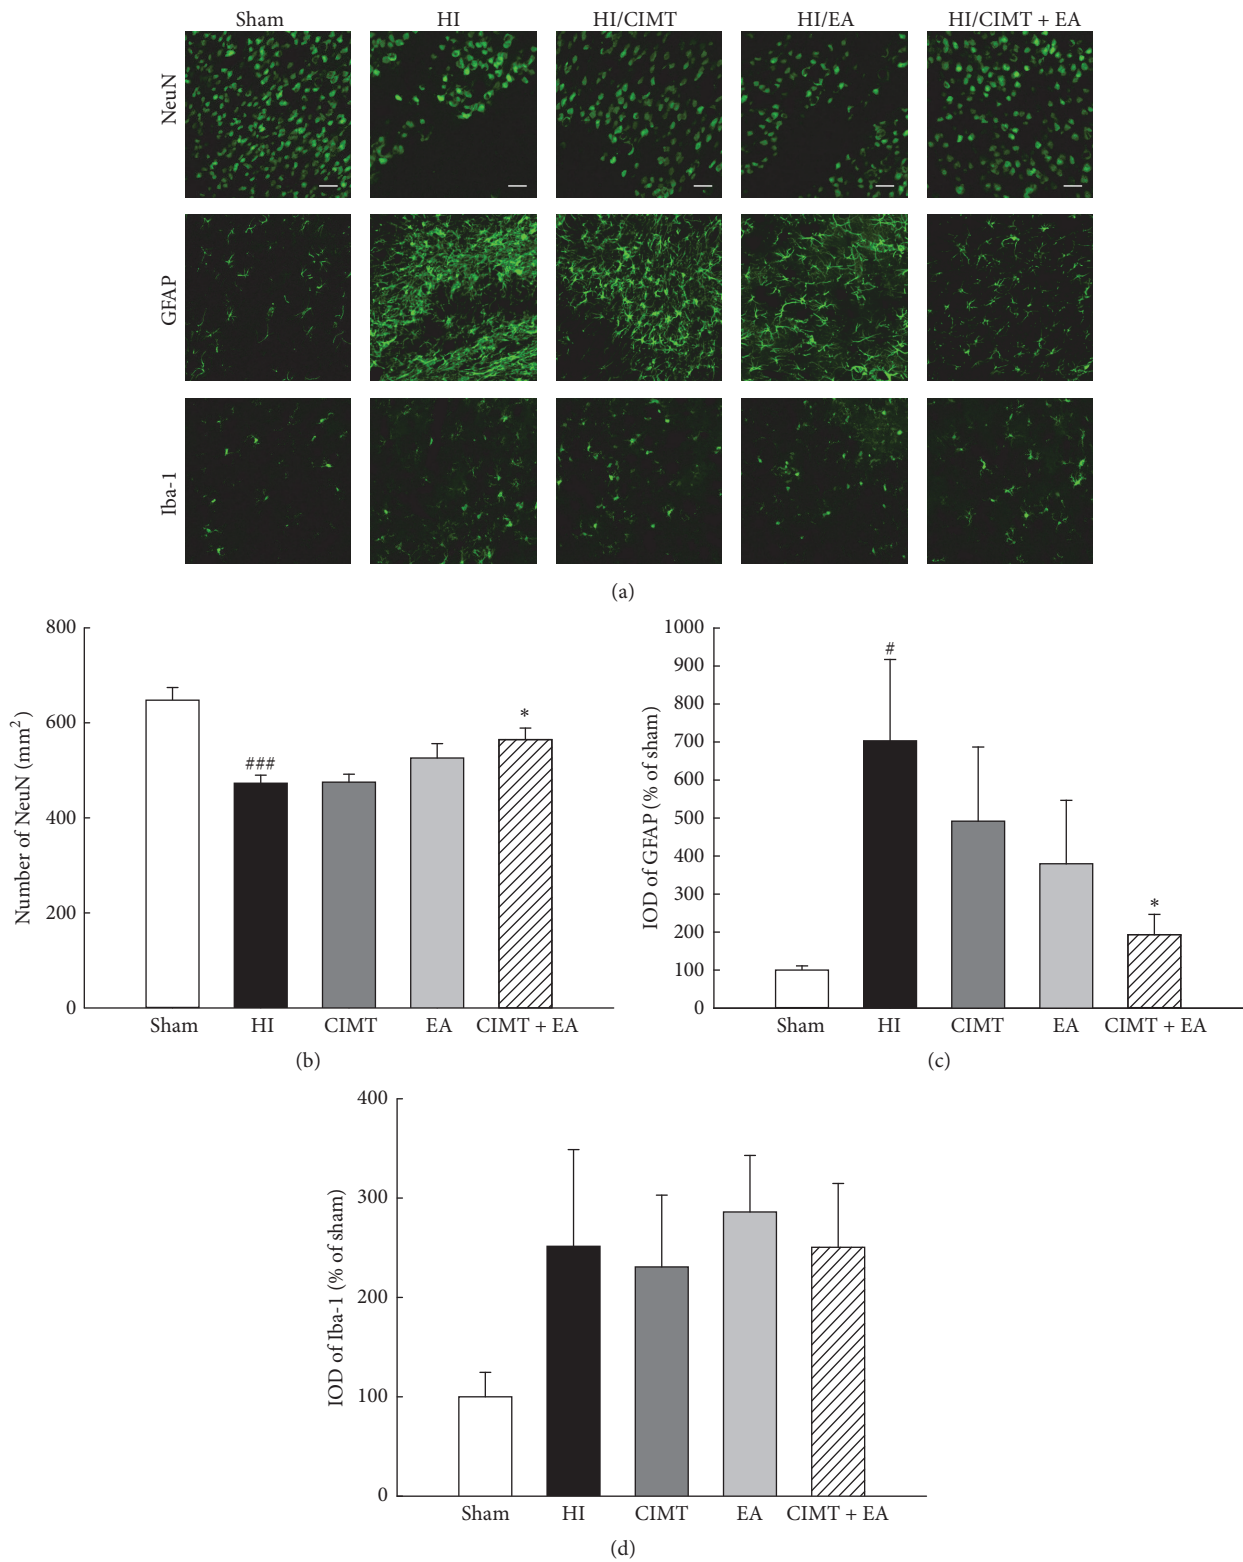 Sham HI HI/CIMT HI/EA HI/CIMT + EA
NeuN
GFAP
Iba-1
(a)
Number of NeuN (mm²)
800
600
400
200
0
###
*
Sham HI CIMT EA CIMT + EA
(b)
IOD of GFAP (% of sham)
1000
900
800
700
600
500
400
300
200
100
0
#
*
Sham HI CIMT EA CIMT + EA
(c)
IOD of Iba-1 (% of sham)
400
300
200
100
0
Sham HI CIMT EA CIMT + EA
(d)